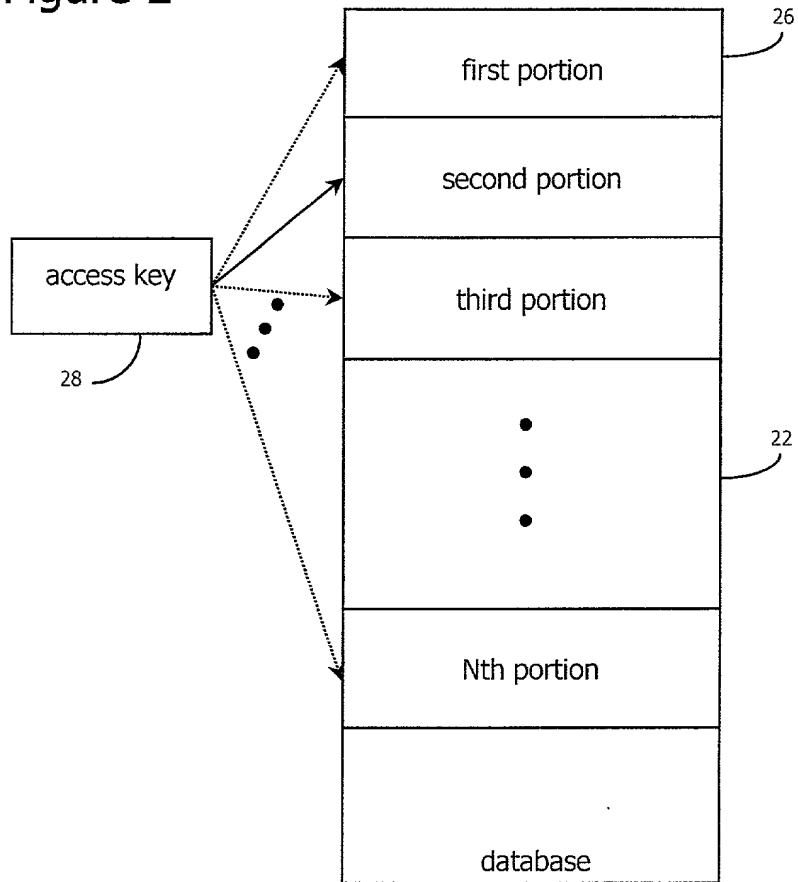 Figure 2
26
first portion
second portion
access key
third portion
28
22
Nth portion
database